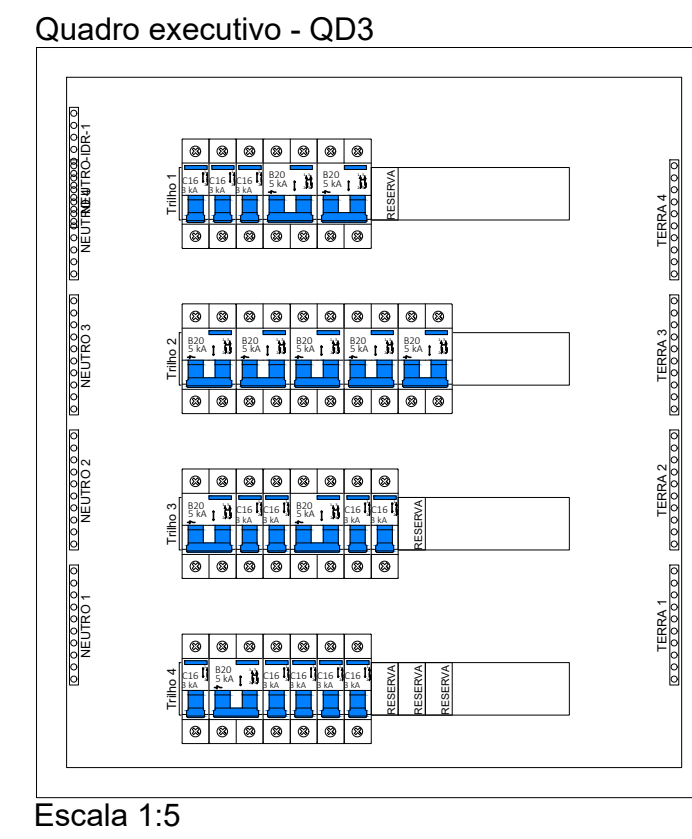 Quadro executivo - QD3
NEUTRO-IDR-1
NEUTRO 4
NEUTRO 3
NEUTRO 2
NEUTRO 1
Trilho 1
C16 3 kA
C16 3 kA
C16 3 kA
B20 5 kA
B20 5 kA
RESERVA
Trilho 2
B20 5 kA
B20 5 kA
B20 5 kA
B20 5 kA
B20 5 kA
Trilho 3
B20 5 kA
C16 3 kA
C16 3 kA
B20 5 kA
C16 3 kA
C16 3 kA
RESERVA
Trilho 4
C16 3 kA
B20 5 kA
C16 3 kA
C16 3 kA
C16 3 kA
C16 3 kA
RESERVA
RESERVA
RESERVA
TERRA 4
TERRA 3
TERRA 2
TERRA 1
Escala 1:5